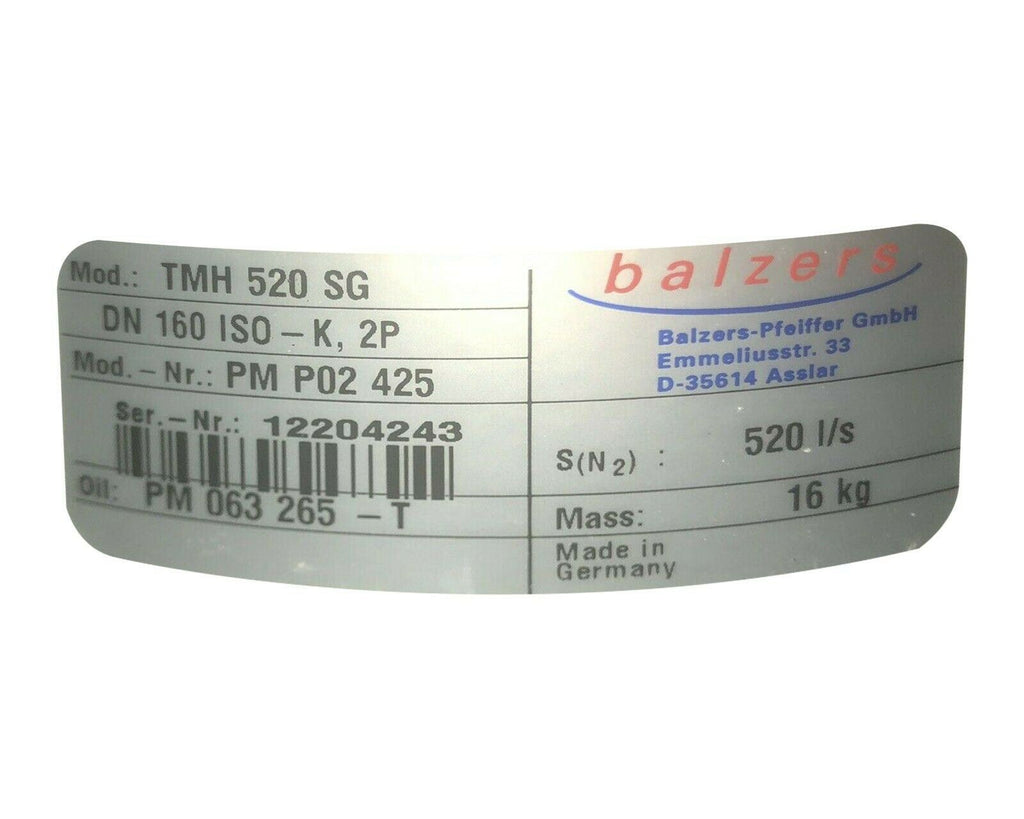 Mod.: TMH 520 SG
DN 160 ISO - K, 2P
Mod. - Nr.: PM P02 425
Ser. - Nr.: 12204243
Oil: PM 063 265 - T
balzers
Balzers-Pfeiffer GmbH
Emmeliusstr. 33
D-35614 Asslar
S(N2) : 520 l/s
Mass: 16 kg
Made in
Germany